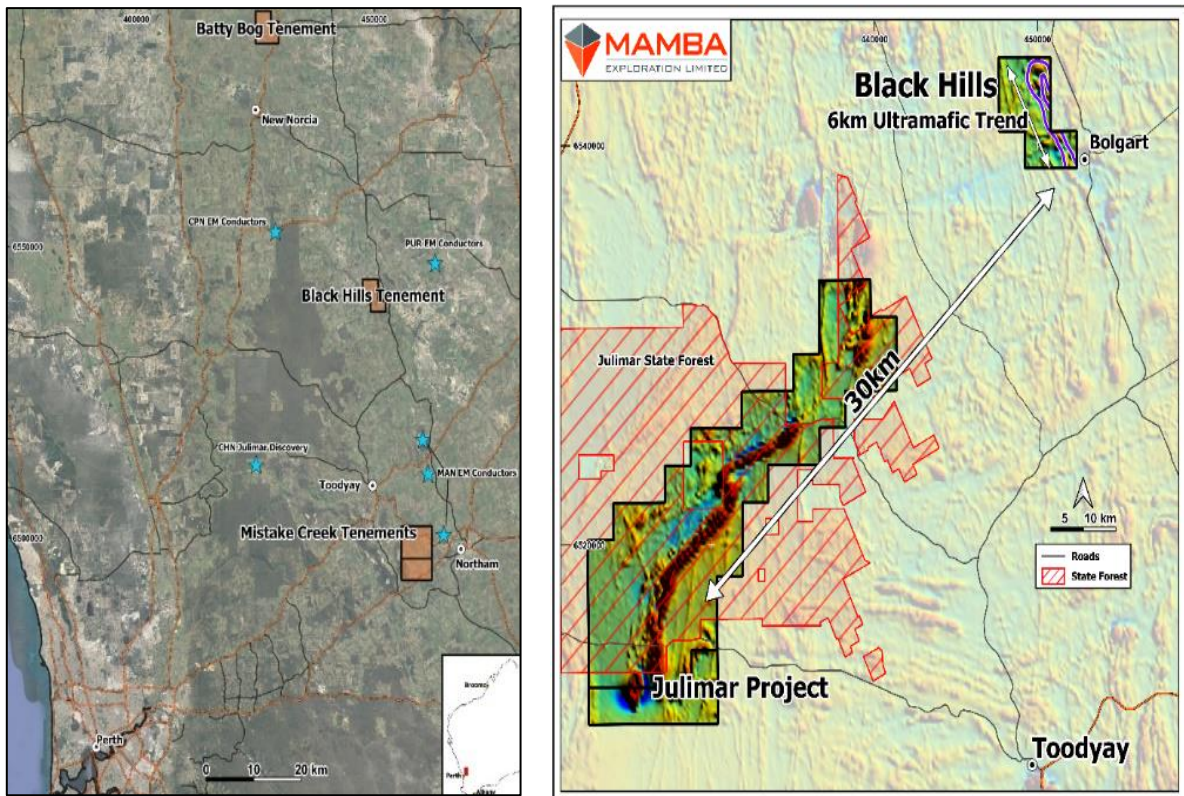 400000
450000
Batty Bog Tenement
New Norcia
CPN EM Conductors
6550000
PUR EM Conductors
Black Hills Tenement
CHN Julimar Discovery
Toodyay
MAN EM Conductors
Mistake Creek Tenements
6500000
Northam
Perth
0 10 20 km
Broome
Perth
Albany
MAMBA
EXPLORATION LIMITED
640000
650000
Black Hills
6km Ultramafic Trend
Bolgart
6540000
Julimar State Forest
30km
6520000
5 10 km
Roads
State Forest
Julimar Project
Toodyay